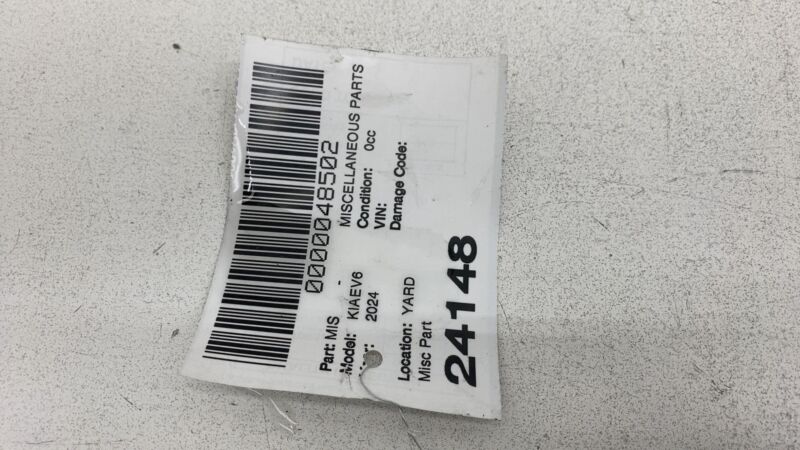 0000048502
Part: MIS - MISCELLANEOUS PARTS
Model: KIAEV6 Condition: 0cc
2024 VIN:
Damage Code:
Location: YARD
Misc Part
24148